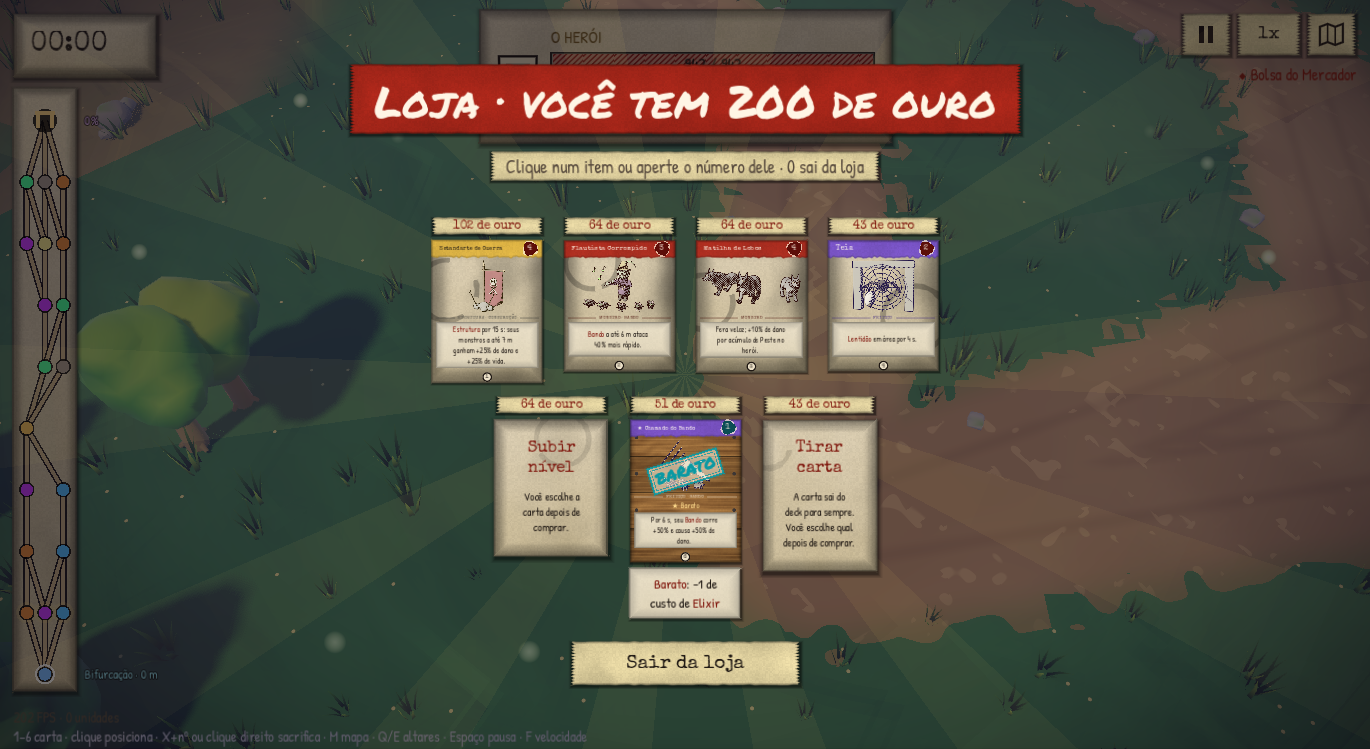 00:00
O HERÓI
1x
Bolsa do Mercador
LOJA · VOCÊ TEM 200 DE OURO
Clique num item ou aperte o número dele · 0 sai da loja
0%
102 de ouro
64 de ouro
64 de ouro
43 de ouro
Estandarte de Guerra 4
Flautista Corrompido
Matilha de Lobos 4
Teia 2
Estrutura por 15 s: seus
monstros a até 7 m
ganham +25% de dano e
+25% de vida.
Bando a até 6 m ataca
40% mais rápido.
Fera veloz: +10% de dano
por acúmulo de Peste no
herói.
Lentidão em área por 4 s.
64 de ouro
51 de ouro
43 de ouro
Subir
nível
Você escolhe a
carta depois de
comprar.
★ Chamado do Bando 1
BARATO
★ Barato
Por 6 s, seu Bando corre
+50% e causa +50% de
dano.
Tirar
carta
A carta sai do
deck para sempre.
Você escolhe qual
depois de comprar.
Barato: -1 de
custo de Elixir
Sair da loja
Bifurcação · 0 m
1-6 carta · clique posiciona · X+nº ou clique direito sacrifica · M mapa · Q/E altares · Espaço pausa · F velocidade